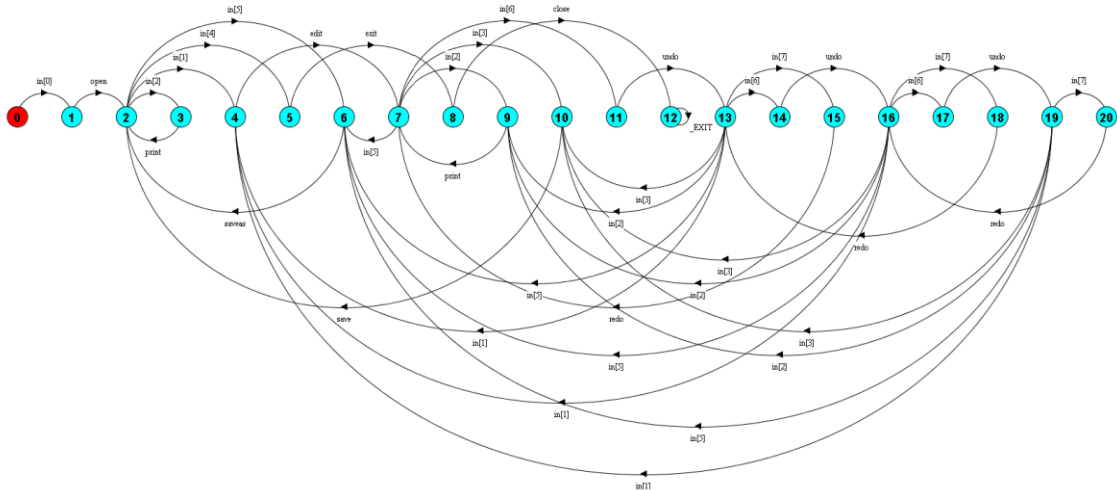 in[5]
in[6]
close
in[4]
edit
exit
in[3]
in[1]
in[2]
undo
in[7]
undo
in[7]
undo
in[0]
open
in[2]
in[6]
in[6]
in[7]
0 1 2 3 4 5 6 7 8 9 10 11 12 13 14 15 16 17 18 19 20
_EXIT
print
in[5]
print
in[3]
saveas
in[2]
redo
redo
in[3]
in[5]
in[2]
save
redo
in[1]
in[3]
in[5]
in[2]
in[1]
in[5]
in[1]